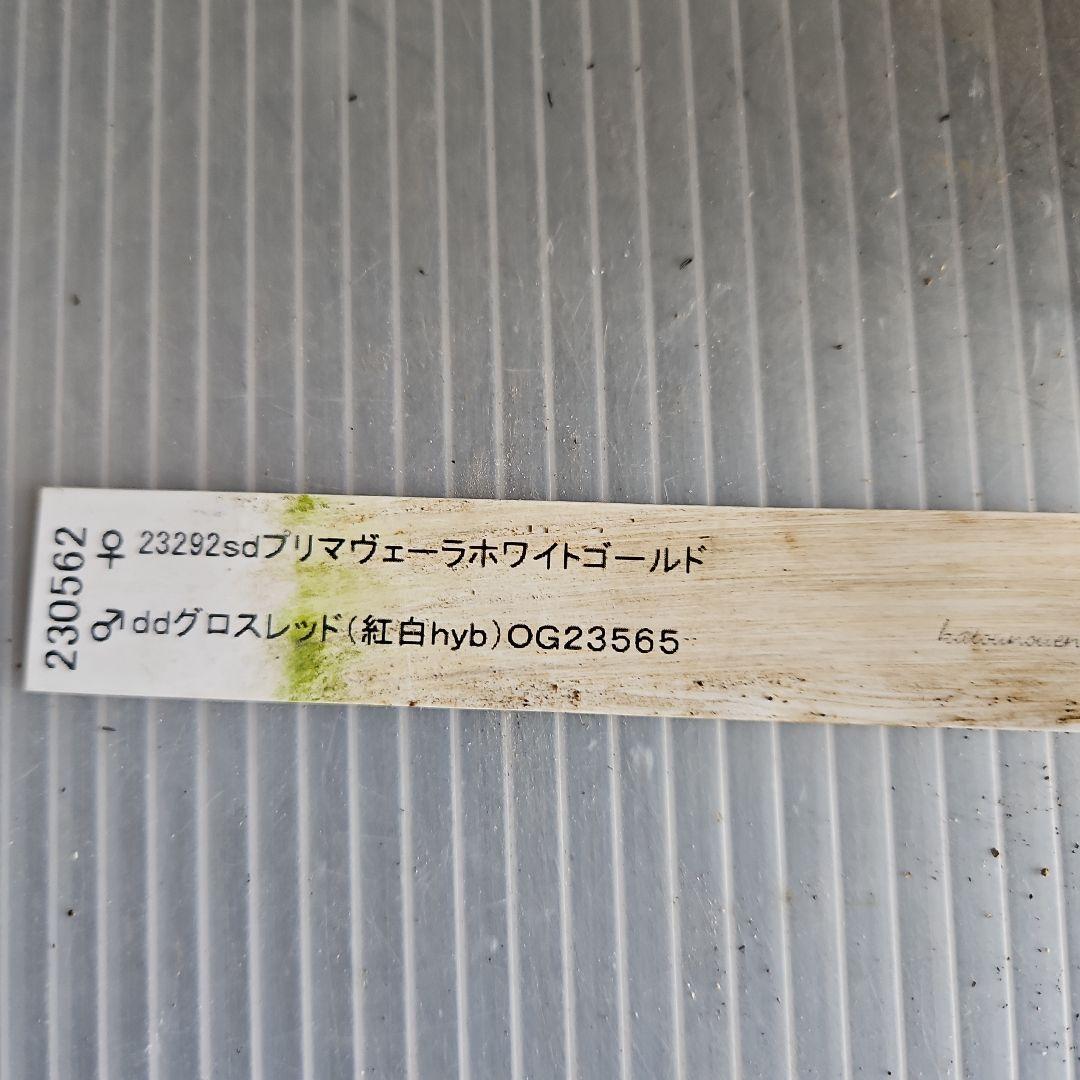 230562
♀ 23292sdプリマヴェーラホワイトゴールド
♂ddグロスレッド(紅白hyb)OG23565